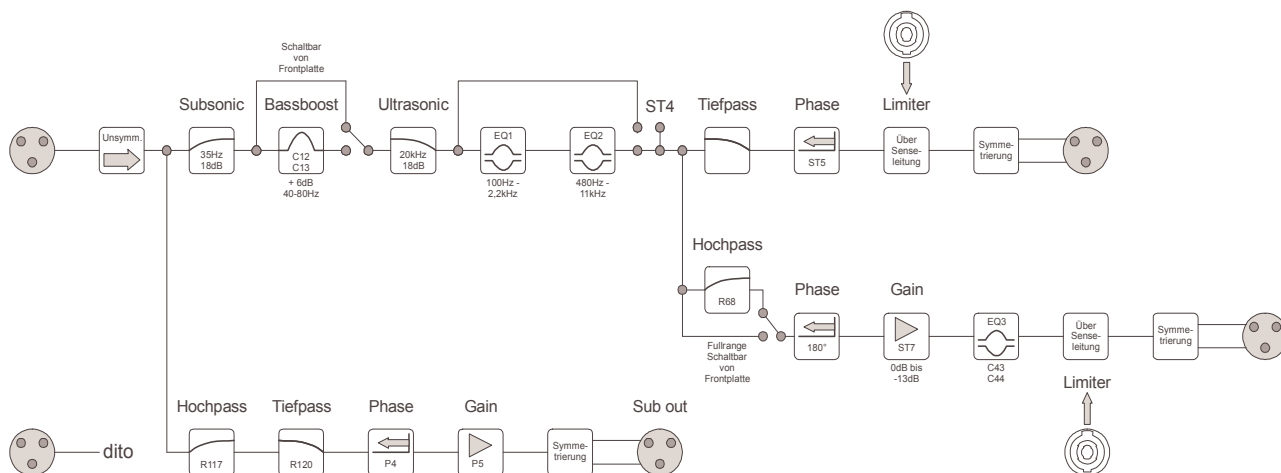 Schaltbar
von
Frontplatte
Subsonic
Bassboost
Ultrasonic
ST4
Tiefpass
Phase
Limiter
Unsymm.
35Hz
18dB
C12
C13
+ 6dB
40-80Hz
20kHz
18dB
EQ1
100Hz -
2,2kHz
EQ2
480Hz -
11kHz
ST5
Über
Sense-
leitung
Symme-
trierung
Hochpass
R68
Fullrange
Schaltbar
von
Frontplatte
Phase
180°
Gain
ST7
0dB bis
-13dB
EQ3
C43
C44
Über
Sense-
leitung
Limiter
Symme-
trierung
dito
Hochpass
R117
Tiefpass
R120
Phase
P4
Gain
P5
Symme-
trierung
Sub out